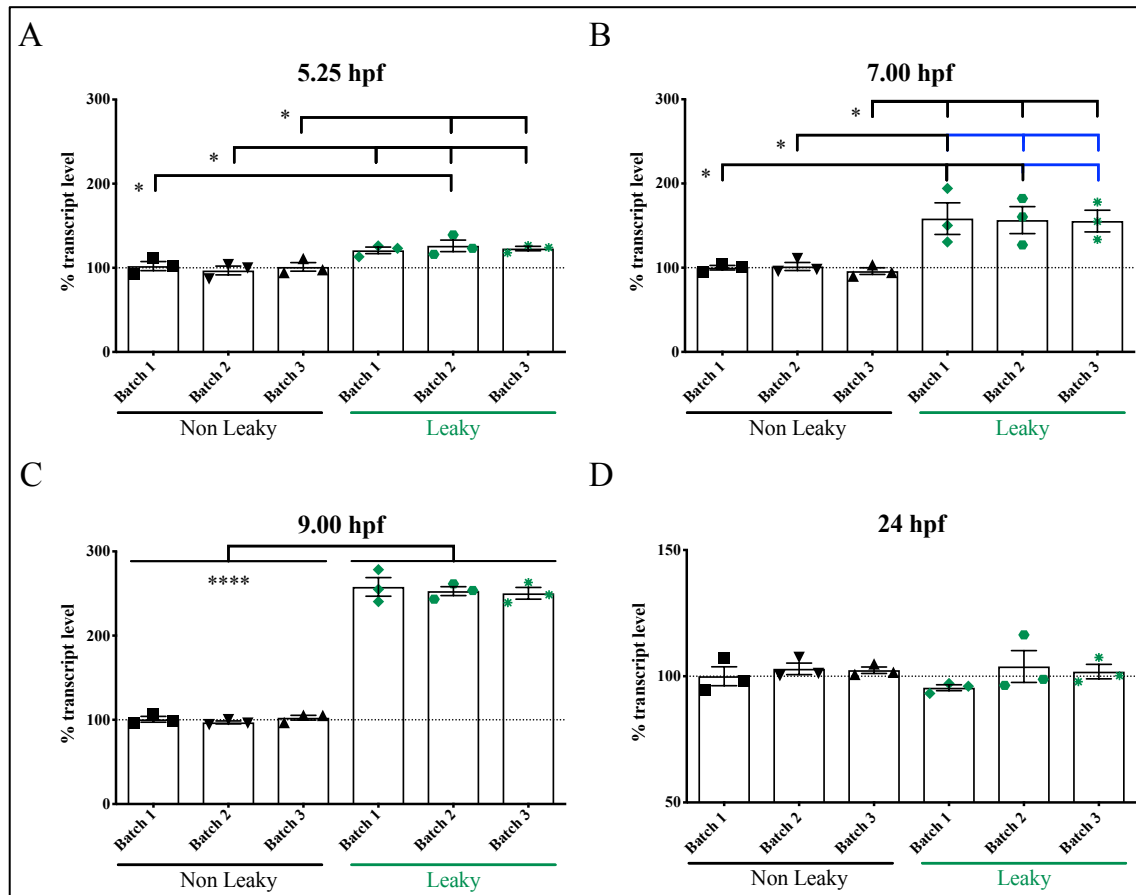 A
5.25 hpf
% transcript level
300
200
100
0
*
*
*
Batch 1
Batch 2
Batch 3
Batch 1
Batch 2
Batch 3
Non Leaky
Leaky
B
7.00 hpf
% transcript level
300
200
100
0
*
*
*
Batch 1
Batch 2
Batch 3
Batch 1
Batch 2
Batch 3
Non Leaky
Leaky
C
9.00 hpf
% transcript level
300
200
100
0
****
Batch 1
Batch 2
Batch 3
Batch 1
Batch 2
Batch 3
Non Leaky
Leaky
D
24 hpf
% transcript level
150
100
50
Batch 1
Batch 2
Batch 3
Batch 1
Batch 2
Batch 3
Non Leaky
Leaky